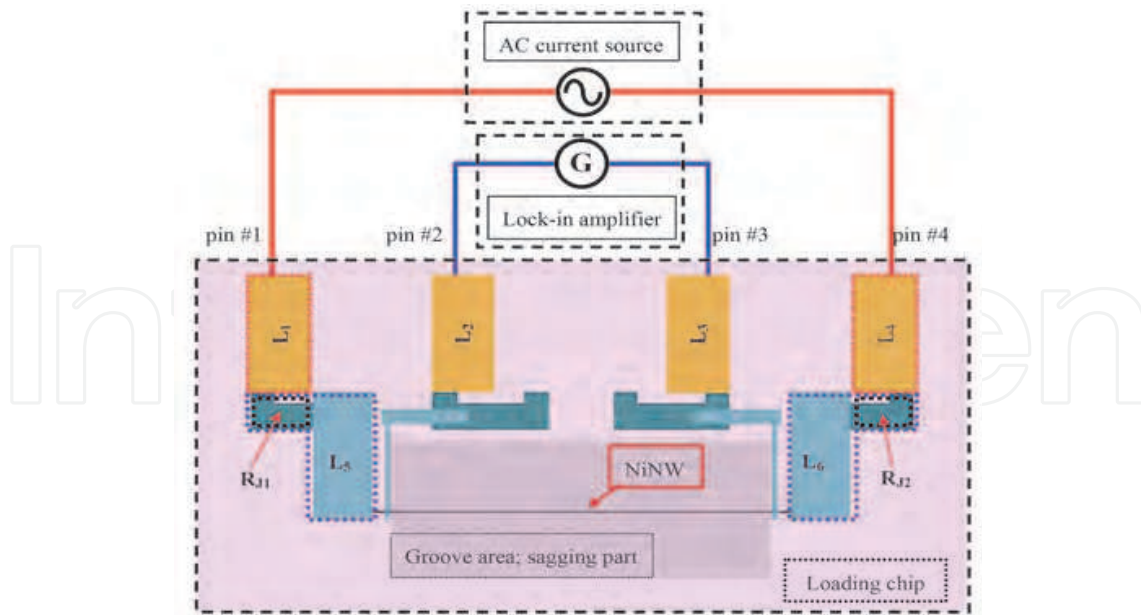 AC current source
G
Lock-in amplifier
pin #1
pin #2
pin #3
pin #4
L1
L2
L3
L4
L5
L6
RJ1
NiNW
RJ2
Groove area; sagging part
Loading chip